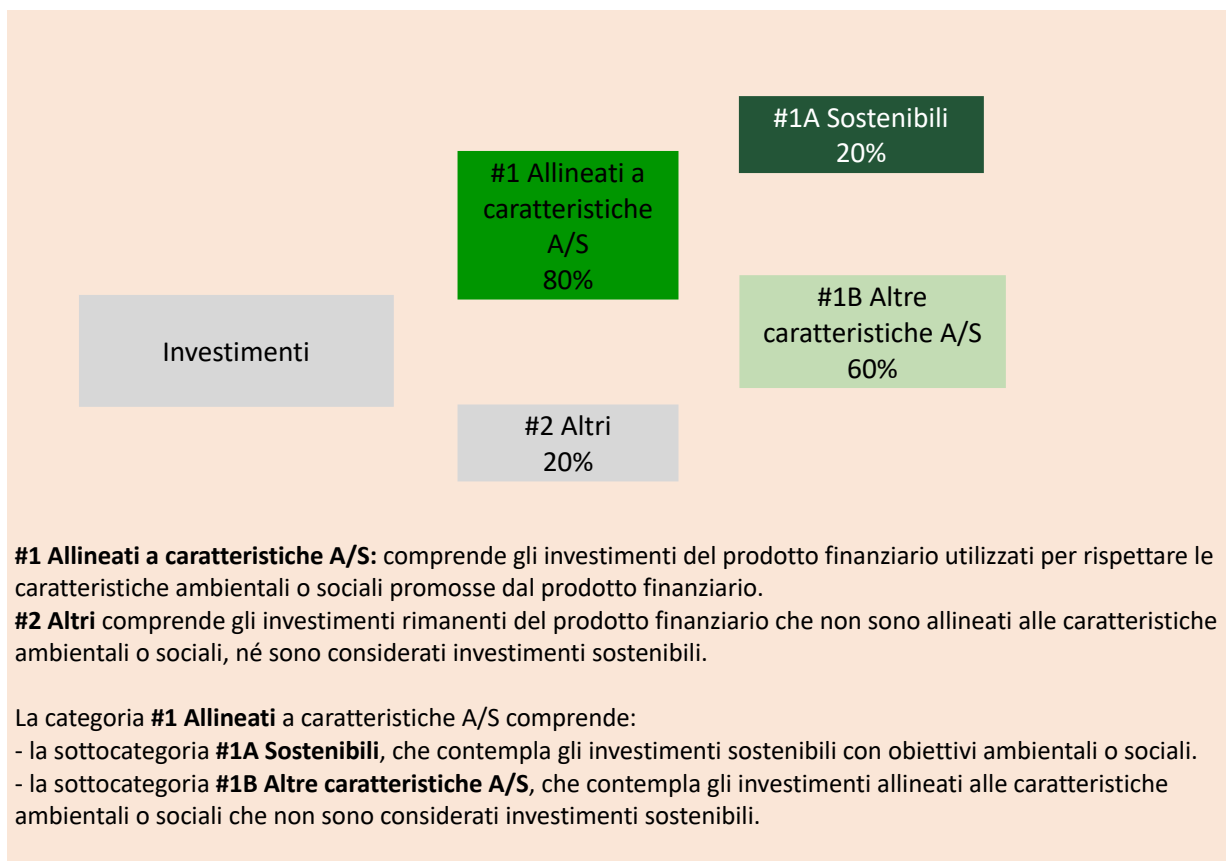 #1A Sostenibili
20%
#1 Allineati a
caratteristiche
A/S
80%
#1B Altre
caratteristiche A/S
60%
Investimenti
#2 Altri
20%
#1 Allineati a caratteristiche A/S: comprende gli investimenti del prodotto finanziario utilizzati per rispettare le
caratteristiche ambientali o sociali promosse dal prodotto finanziario.
#2 Altri comprende gli investimenti rimanenti del prodotto finanziario che non sono allineati alle caratteristiche
ambientali o sociali, né sono considerati investimenti sostenibili.
La categoria #1 Allineati a caratteristiche A/S comprende:
- la sottocategoria #1A Sostenibili, che contempla gli investimenti sostenibili con obiettivi ambientali o sociali.
- la sottocategoria #1B Altre caratteristiche A/S, che contempla gli investimenti allineati alle caratteristiche
ambientali o sociali che non sono considerati investimenti sostenibili.